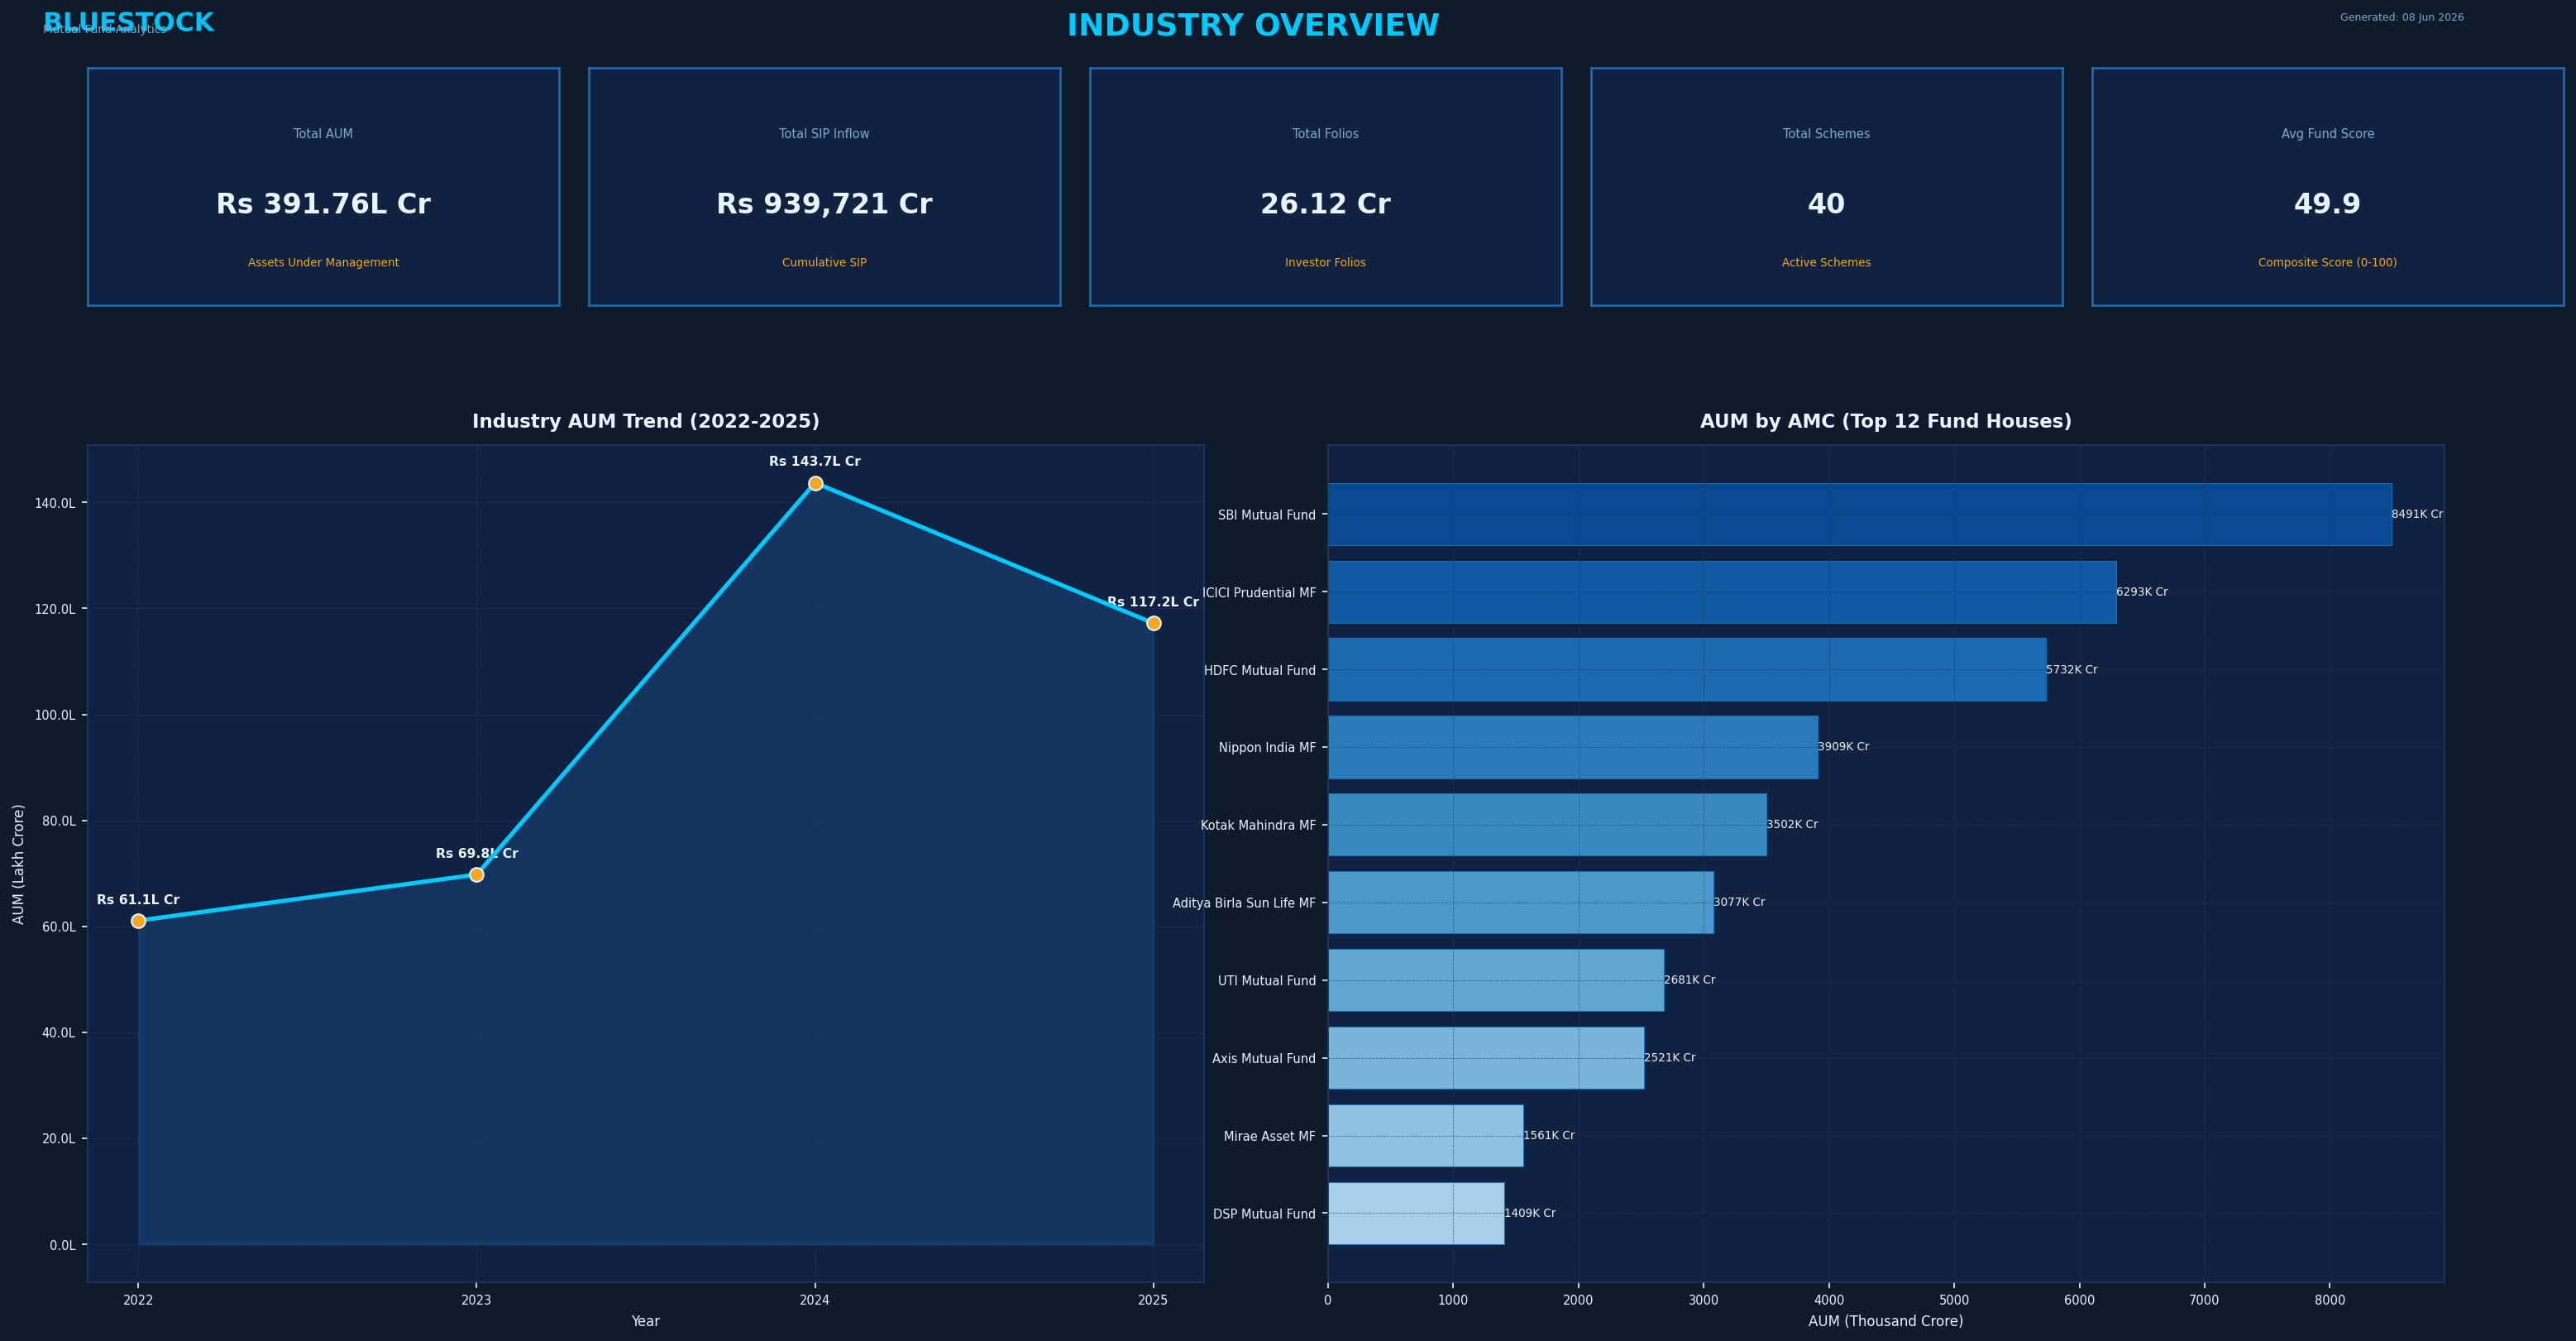 BLUESTOCK
Mutual Fund Analytics
INDUSTRY OVERVIEW
Generated: 08 Jun 2026
Total AUM
Rs 391.76L Cr
Assets Under Management
Total SIP Inflow
Rs 939,721 Cr
Cumulative SIP
Total Folios
26.12 Cr
Investor Folios
Total Schemes
40
Active Schemes
Avg Fund Score
49.9
Composite Score (0-100)
Industry AUM Trend (2022-2025)
AUM (Lakh Crore)
140.0L
120.0L
100.0L
80.0L
60.0L
40.0L
20.0L
0.0L
Rs 61.1L Cr
Rs 69.8L Cr
Rs 143.7L Cr
Rs 117.2L Cr
2022
2023
2024
2025
Year
AUM by AMC (Top 12 Fund Houses)
SBI Mutual Fund
8491K Cr
ICICI Prudential MF
6293K Cr
HDFC Mutual Fund
5732K Cr
Nippon India MF
3909K Cr
Kotak Mahindra MF
3502K Cr
Aditya Birla Sun Life MF
3077K Cr
UTI Mutual Fund
2681K Cr
Axis Mutual Fund
2521K Cr
Mirae Asset MF
1561K Cr
DSP Mutual Fund
1409K Cr
0
1000
2000
3000
4000
5000
6000
7000
8000
AUM (Thousand Crore)